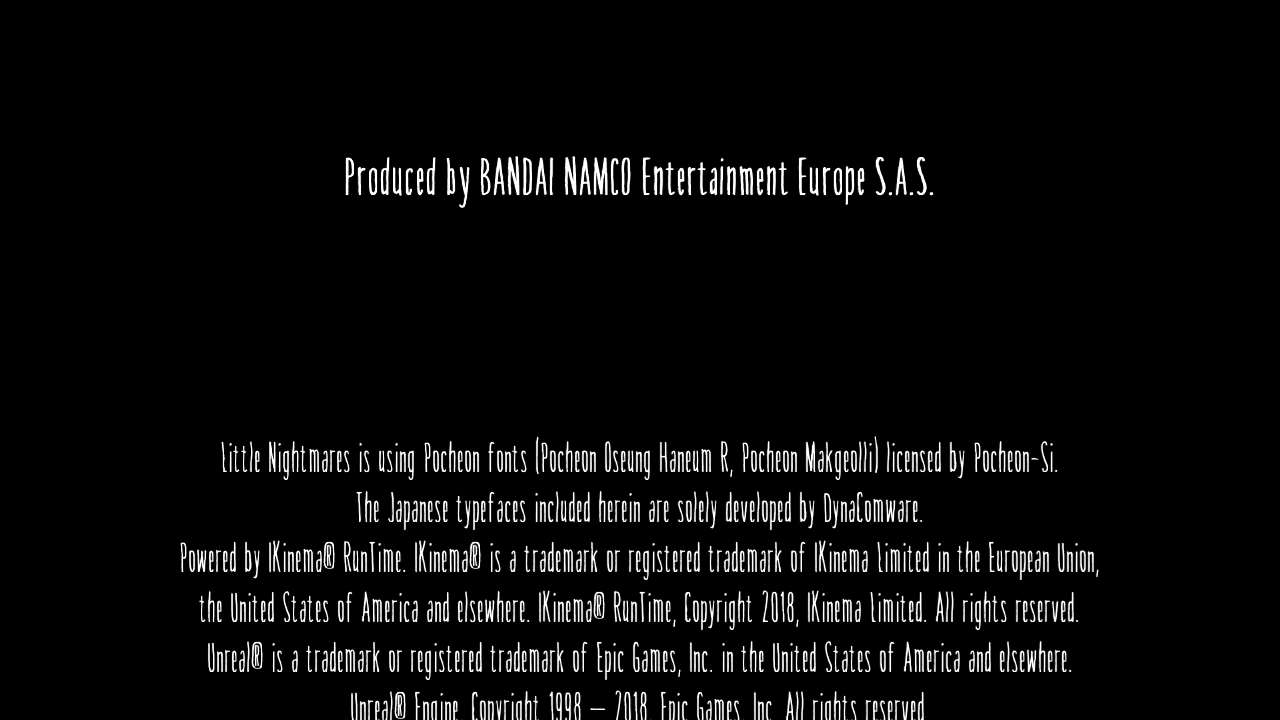 Produced by BANDAI NAMCO Entertainment Europe S.A.S.
Little Nightmares is using Pocheon fonts (Pocheon Oseung Haneum R, Pocheon Makgeolli) licensed by Pocheon-Si.
The Japanese typefaces included herein are solely developed by DynaComware.
Powered by IKinema® RunTime. IKinema® is a trademark or registered trademark of IKinema Limited in the European Union,
the United States of America and elsewhere. IKinema® RunTime, Copyright 2018, IKinema Limited. All rights reserved.
Unreal® is a trademark or registered trademark of Epic Games, Inc. in the United States of America and elsewhere.
Unreal® Engine, Copyright 1998 – 2018, Epic Games, Inc. All rights reserved